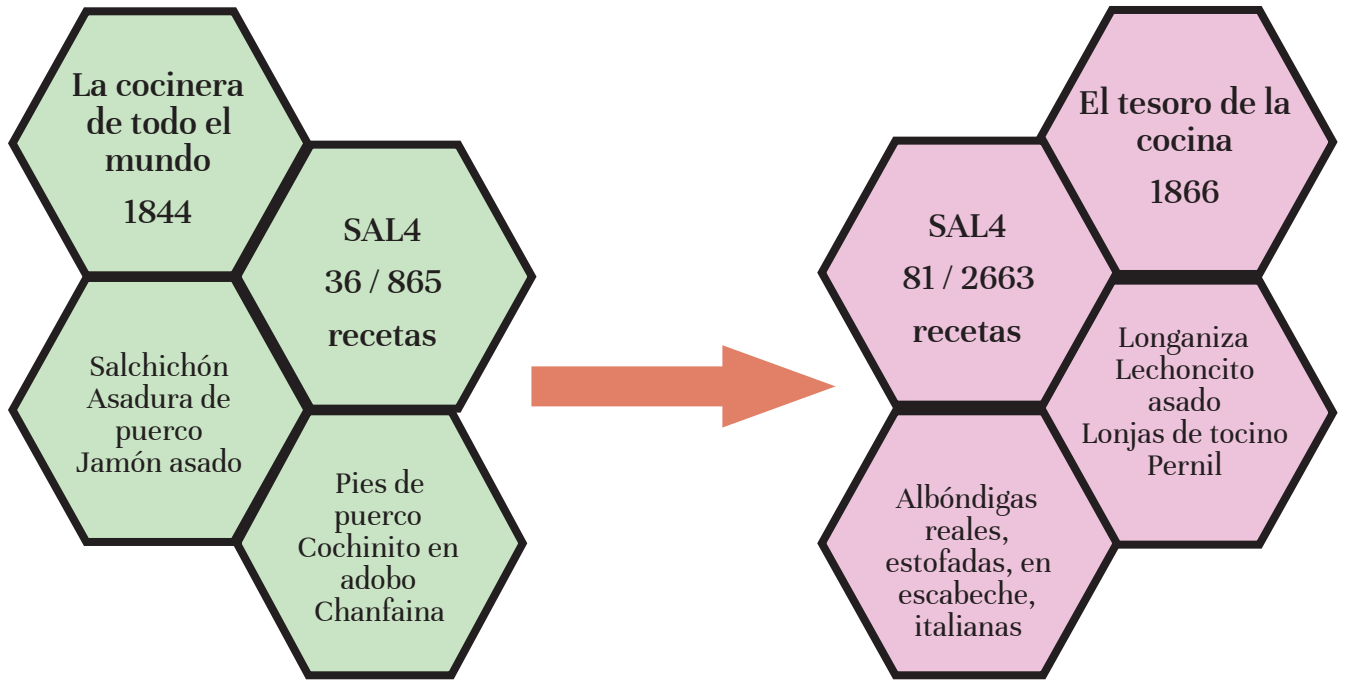 La cocinera
de todo el
mundo
1844
SAL4
36 / 865
recetas
Salchichón
Asadura de
puerco
Jamón asado
Pies de
puerco
Cochinito en
adobo
Chanfaina
El tesoro de la
cocina
1866
SAL4
81 / 2663
recetas
Longaniza
Lechoncito
asado
Lonjas de tocino
Pernil
Albóndigas
reales,
estofadas, en
escabeche,
italianas